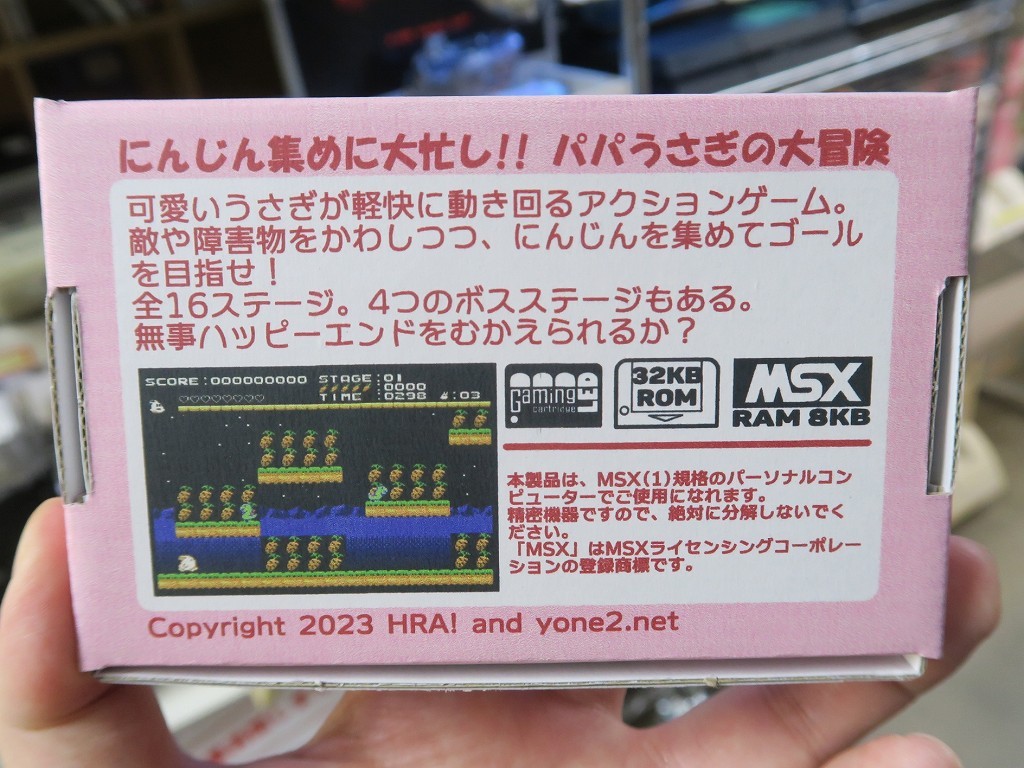 にんじん集めに大忙し!! パパうさぎの大冒険
可愛いうさぎが軽快に動き回るアクションゲーム。
敵や障害物をかわしつつ、にんじんを集めてゴール
を目指せ！
全16ステージ。4つのボスステージもある。
無事ハッピーエンドをむかえられるか？
SCORE:000000000 STAGE:01
:0000
TIME :0298 :03
Gaming
cartridge
LED
32KB
ROM
MSX
RAM 8KB
本製品は、MSX(1)規格のパーソナルコン
ピューターでご使用になれます。
精密機器ですので、絶対に分解しないでく
ださい。
「MSX」はMSXライセンシングコーポレー
ションの登録商標です。
Copyright 2023 HRA! and yone2.net